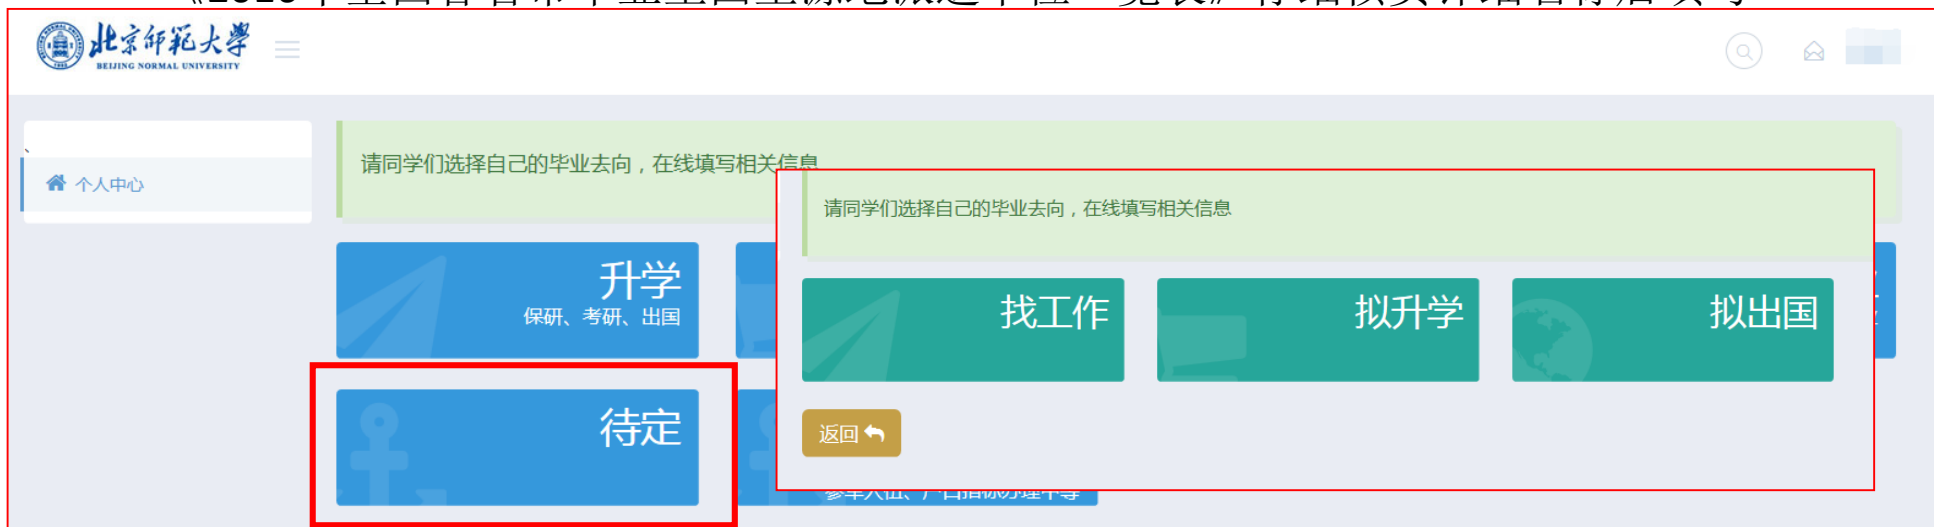 北京师范大学
BEIJING NORMAL UNIVERSITY
个人中心
请同学们选择自己的毕业去向，在线填写相关信息
升学
保研、考研、出国
待定
请同学们选择自己的毕业去向，在线填写相关信息
找工作
拟升学
拟出国
返回